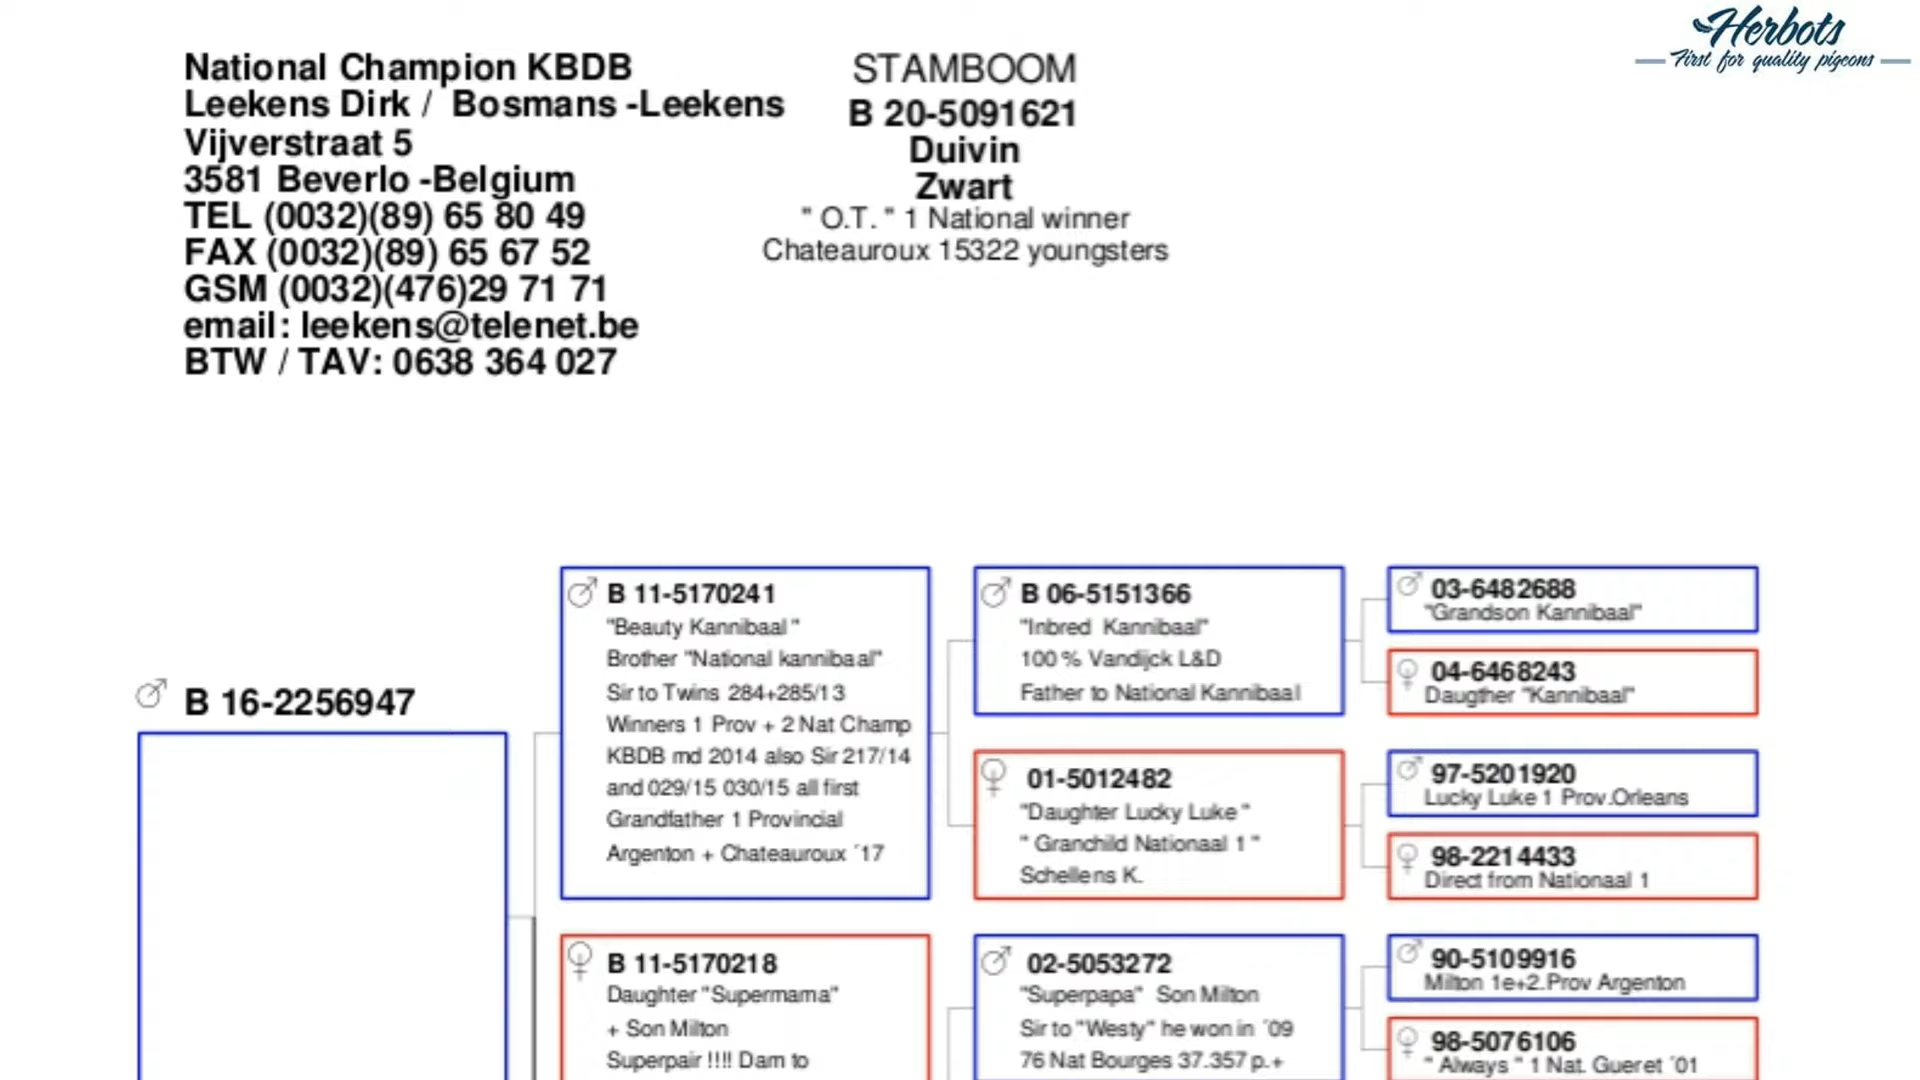 Herbots
First for quality pigeons
National Champion KBDB
Leekens Dirk / Bosmans -Leekens
Vijverstraat 5
3581 Beverlo -Belgium
TEL (0032)(89) 65 80 49
FAX (0032)(89) 65 67 52
GSM (0032)(476)29 71 71
email: leekens@telenet.be
BTW / TAV: 0638 364 027
STAMBOOM
B 20-5091621
Duivin
Zwart
" O.T. " 1 National winner
Chateauroux 15322 youngsters
B 16-2256947
B 11-5170241
"Beauty Kannibaal "
Brother "National kannibaal"
Sir to Twins 284+285/13
Winners 1 Prov + 2 Nat Champ
KBDB md 2014 also Sir 217/14
and 029/15 030/15 all first
Grandfather 1 Provincial
Argenton + Chateauroux ´17
B 11-5170218
Daughter "Supermama"
+ Son Milton
Superpair !!!! Dam to
B 06-5151366
"Inbred Kannibaal"
100 % Vandijck L&D
Father to National Kannibaal
01-5012482
"Daughter Lucky Luke "
" Granchild Nationaal 1 "
Schellens K.
02-5053272
"Superpapa" Son Milton
Sir to "Westy" he won in ´09
76 Nat Bourges 37.357 p.+
03-6482688
"Grandson Kannibaal"
04-6468243
Daugther "Kannibaal"
97-5201920
Lucky Luke 1 Prov.Orleans
98-2214433
Direct from Nationaal 1
90-5109916
Milton 1e+2.Prov Argenton
98-5076106
" Always " 1 Nat. Gueret ´01